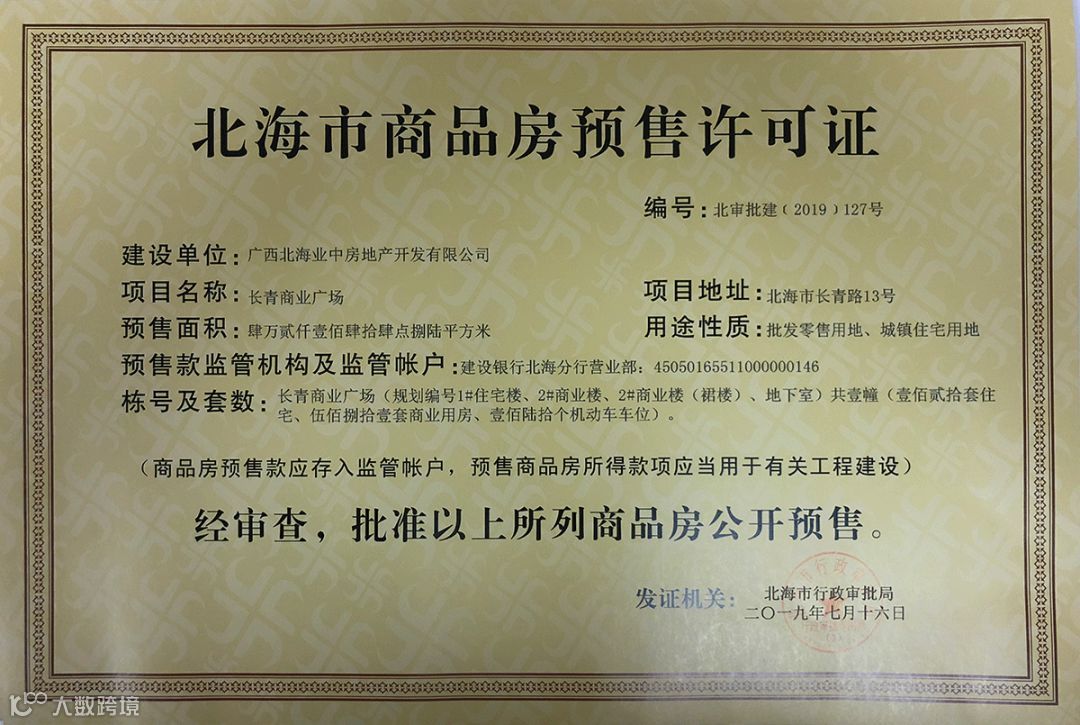 北海市商品房预售许可证
编号：北审批建﹝2019﹞127号
建设单位：广西北海业中房地产开发有限公司
项目名称：长青商业广场
项目地址：北海市长青路13号
预售面积：肆万贰仟壹佰肆拾肆点捌陆平方米
用途性质：批发零售用地、城镇住宅用地
预售款监管机构及监管帐户：建设银行北海分行营业部：45050165511000000146
栋号及套数：长青商业广场（规划编号1#住宅楼、2#商业楼、2#商业楼（裙楼）、地下室）共壹幢（壹佰贰拾套住
宅、伍佰捌拾壹套商业用房、壹佰陆拾个机动车车位）。
（商品房预售款应存入监管帐户，预售商品房所得款项应当用于有关工程建设）
经审查，批准以上所列商品房公开预售。
发证机关：北海市行政审批局
二〇一九年七月十六日
大数跨境